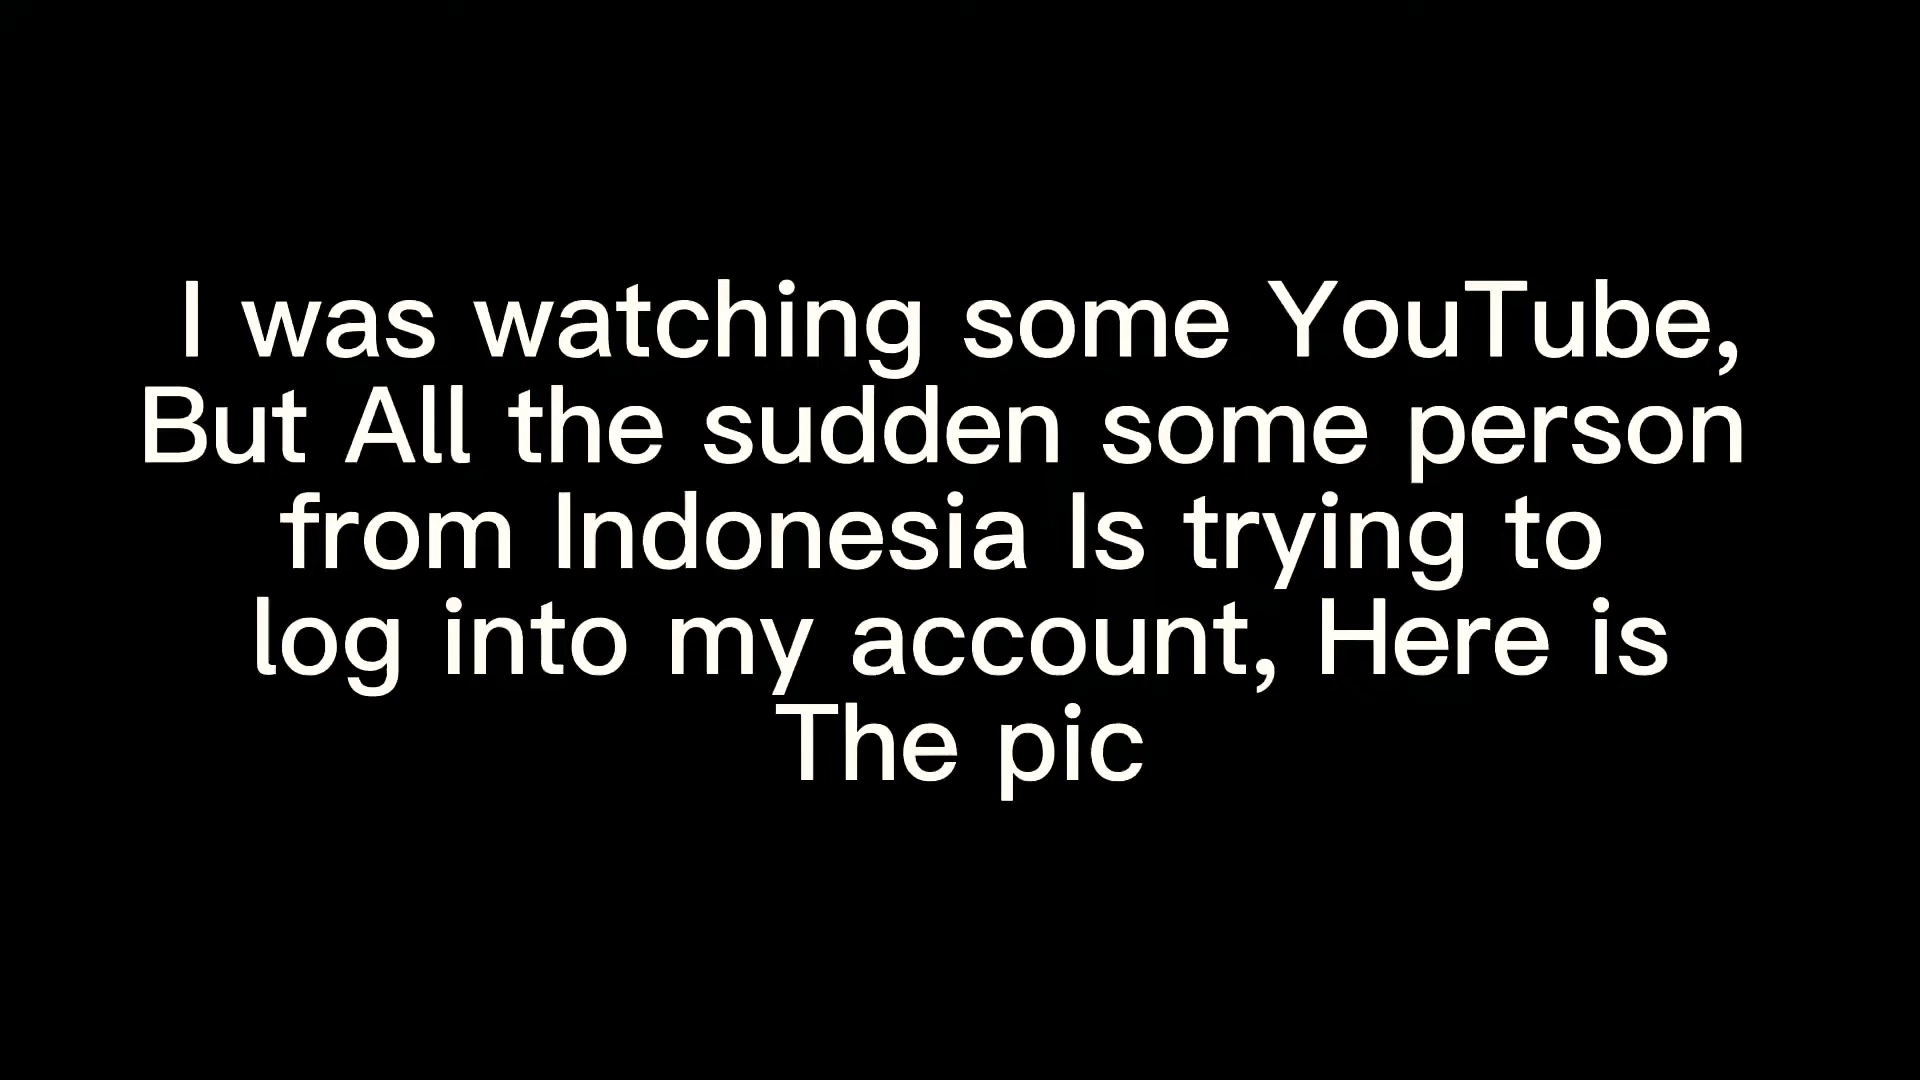 I was watching some YouTube,
But All the sudden some person
from Indonesia Is trying to
log into my account, Here is
The pic